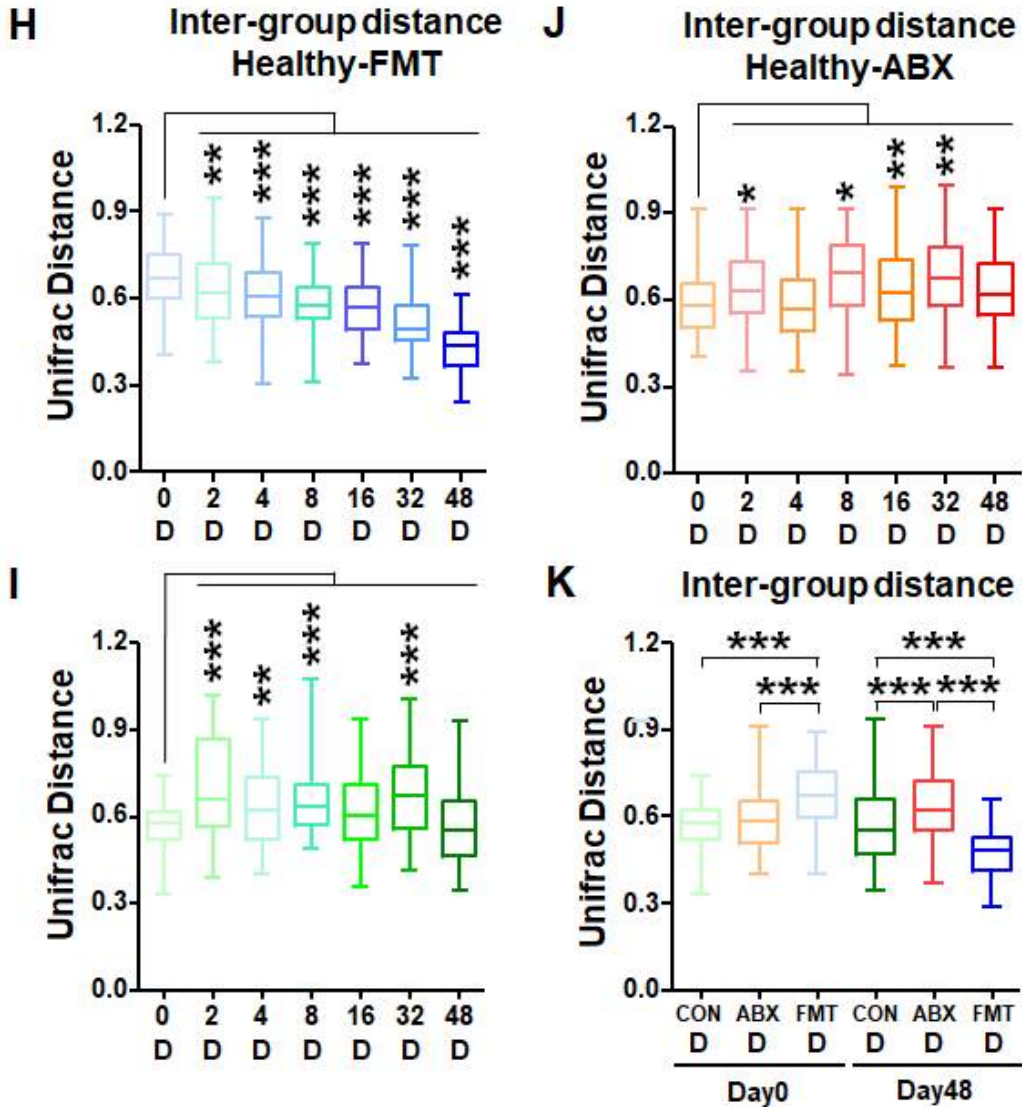 H
Inter-group distance
Healthy-FMT
Unifrac Distance
1.2
0.9
0.6
0.3
0.0
** *** *** *** *** ***
0 2 4 8 16 32 48
D D D D D D D
J
Inter-group distance
Healthy-ABX
Unifrac Distance
1.2
0.9
0.6
0.3
0.0
* * ** **
0 2 4 8 16 32 48
D D D D D D D
I
Unifrac Distance
1.2
0.9
0.6
0.3
0.0
*** ** *** ***
0 2 4 8 16 32 48
D D D D D D D
K
Inter-group distance
Unifrac Distance
1.2
0.9
0.6
0.3
0.0
*** ***
*** *** ***
CON ABX FMT CON ABX FMT
D D D D D D
Day0 Day48